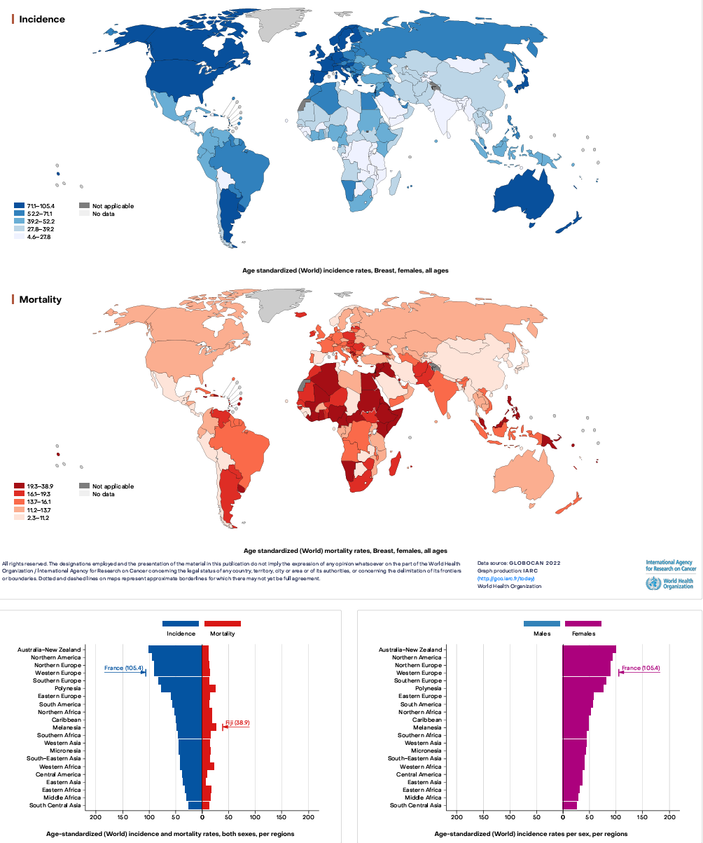 Incidence
71.1–105.4
52.2–71.1
39.2–52.2
27.8–39.2
4.6–27.8
Not applicable
No data
Age standardized (World) incidence rates, Breast, females, all ages
Mortality
19.3–38.9
16.1–19.3
13.7–16.1
11.2–13.7
2.3–11.2
Not applicable
No data
Age standardized (World) mortality rates, Breast, females, all ages
All rights reserved. The designations employed and the presentation of the material in this publication do not imply the expression of any opinion whatsoever on the part of the World Health
Organization / International Agency for Research on Cancer concerning the legal status of any country, territory, city or area or of its authorities, or concerning the delimitation of its frontiers
or boundaries. Dotted and dashed lines on maps represent approximate borderlines for which there may not yet be full agreement.
Data source: GLOBOCAN 2022
Graph production: IARC
(http://gco.iarc.fr/today)
World Health Organization
International Agency
for Research on Cancer
World Health
Organization
Incidence
Mortality
Australia-New Zealand
Northern America
Northern Europe
Western Europe
Southern Europe
Polynesia
Eastern Europe
South America
Northern Africa
Caribbean
Melanesia
Southern Africa
Western Asia
Micronesia
South-Eastern Asia
Western Africa
Central America
Eastern Asia
Eastern Africa
Middle Africa
South Central Asia
France (105.4)
Fiji (38.9)
200 150 100 50 0 50 100 150 200
Age-standardized (World) incidence and mortality rates, both sexes, per regions
Males
Females
Australia-New Zealand
Northern America
Northern Europe
Western Europe
Southern Europe
Polynesia
Eastern Europe
South America
Northern Africa
Caribbean
Melanesia
Southern Africa
Western Asia
Micronesia
South-Eastern Asia
Western Africa
Central America
Eastern Asia
Eastern Africa
Middle Africa
South Central Asia
France (105.4)
200 150 100 50 0 50 100 150 200
Age-standardized (World) incidence rates per sex, per regions